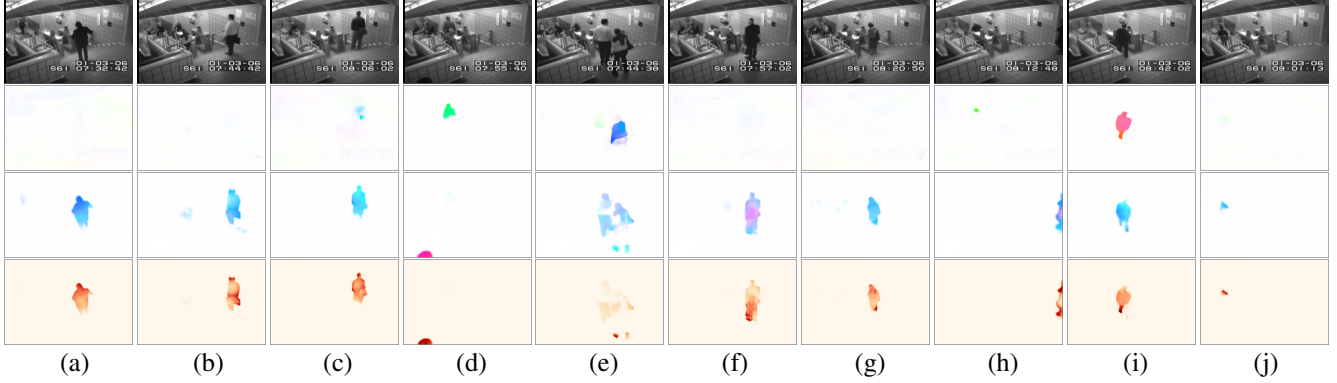 01-03-06
S61 07:32:42
01-03-06
S61 07:44:42
01-03-06
S61 08:06:02
01-03-06
S61 07:55:40
01-03-06
S61 07:44:38
01-03-06
S61 07:57:02
01-03-06
S61 08:20:50
01-03-06
S61 08:12:48
01-03-06
S61 08:42:02
01-03-06
S61 09:01:13
(a) (b) (c) (d) (e) (f) (g) (h) (i) (j)